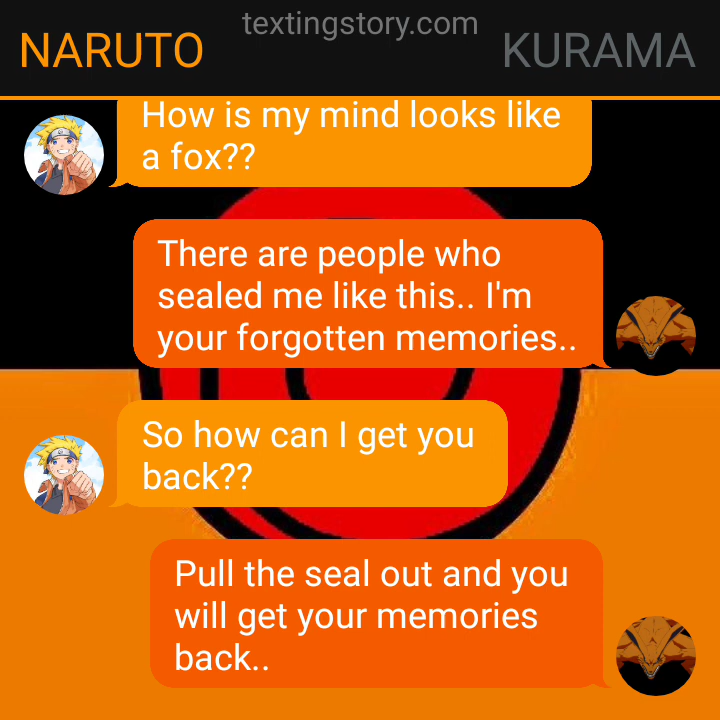 textingstory.com
NARUTO
KURAMA
How is my mind looks like
a fox??
There are people who
sealed me like this.. I'm
your forgotten memories..
So how can I get you
back??
Pull the seal out and you
will get your memories
back..